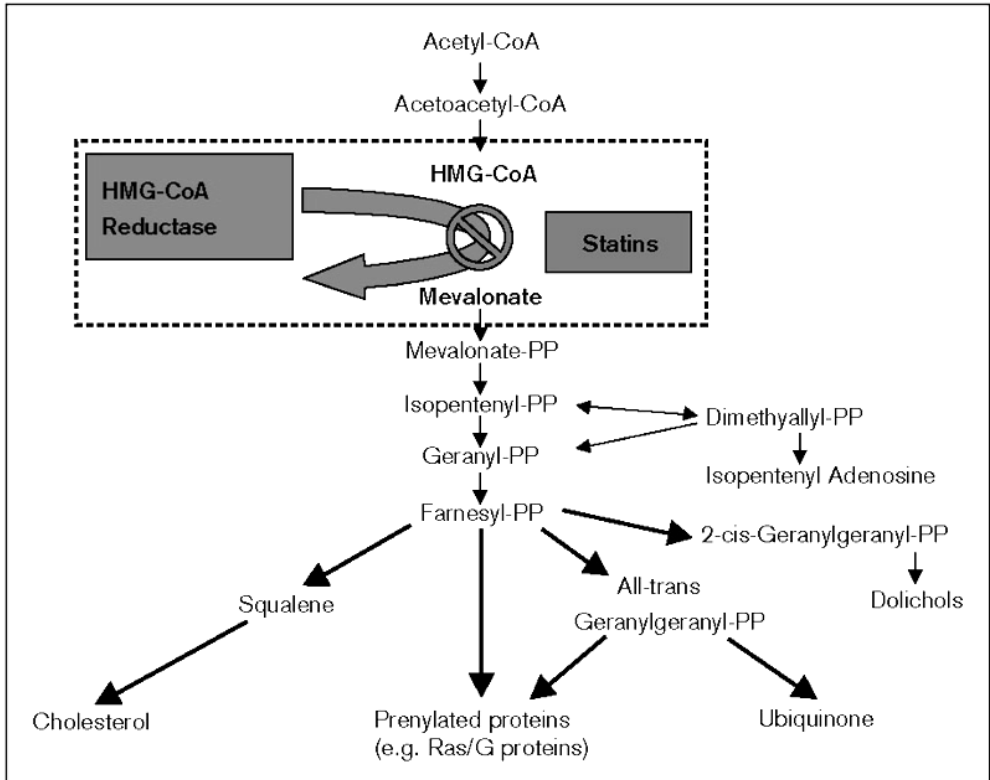 Acetyl-CoA
Acetoacetyl-CoA
HMG-CoA
Reductase
HMG-CoA
Statins
Mevalonate
Mevalonate-PP
Isopentenyl-PP
Dimethyallyl-PP
Geranyl-PP
Isopentenyl Adenosine
Farnesyl-PP
2-cis-Geranylgeranyl-PP
Squalene
All-trans
Geranylgeranyl-PP
Dolichols
Cholesterol
Prenylated proteins
(e.g. Ras/G proteins)
Ubiquinone